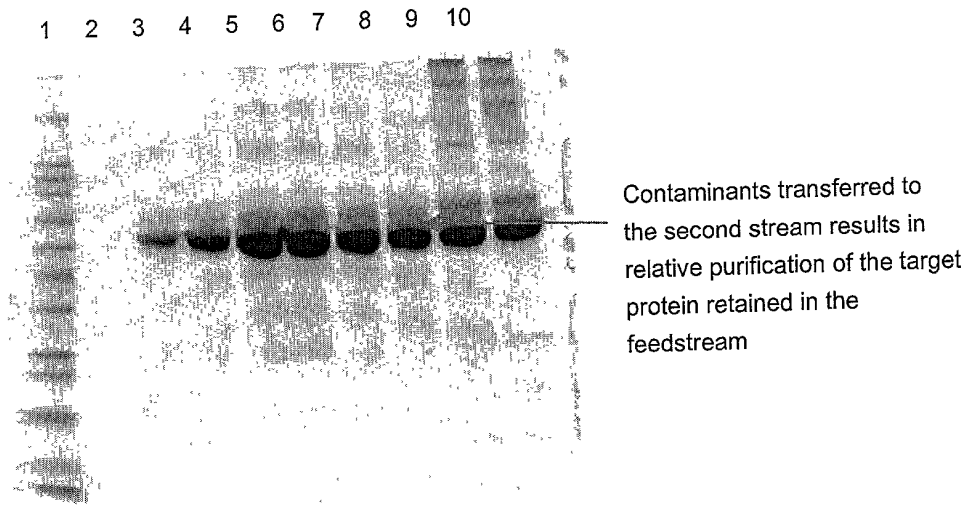 1 2 3 4 5 6 7 8 9 10
Contaminants transferred to
the second stream results in
relative purification of the target
protein retained in the
feedstream